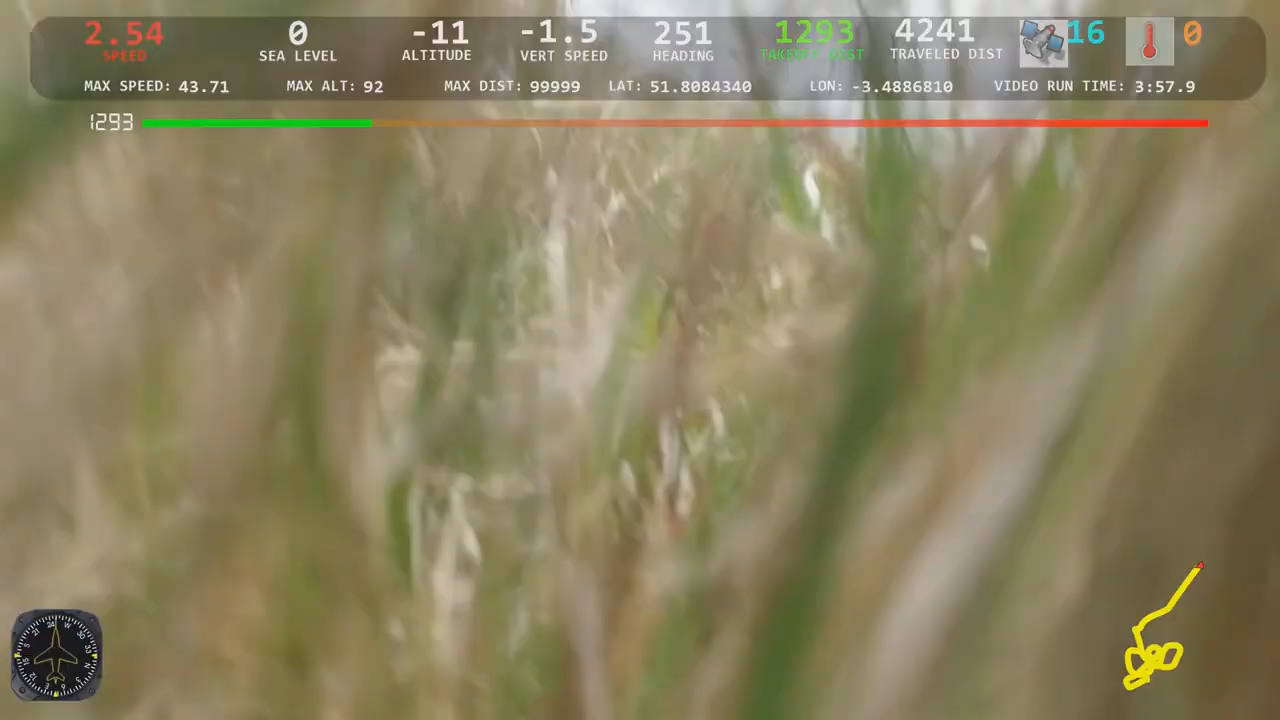 2.54 0 -11 -1.5 251 1293 4241 16 0
SPEED SEA LEVEL ALTITUDE VERT SPEED HEADING TAKEOFF DIST TRAVELED DIST
MAX SPEED: 43.71 MAX ALT: 92 MAX DIST: 99999 LAT: 51.8084340 LON: -3.4886810 VIDEO RUN TIME: 3:57.9
1293